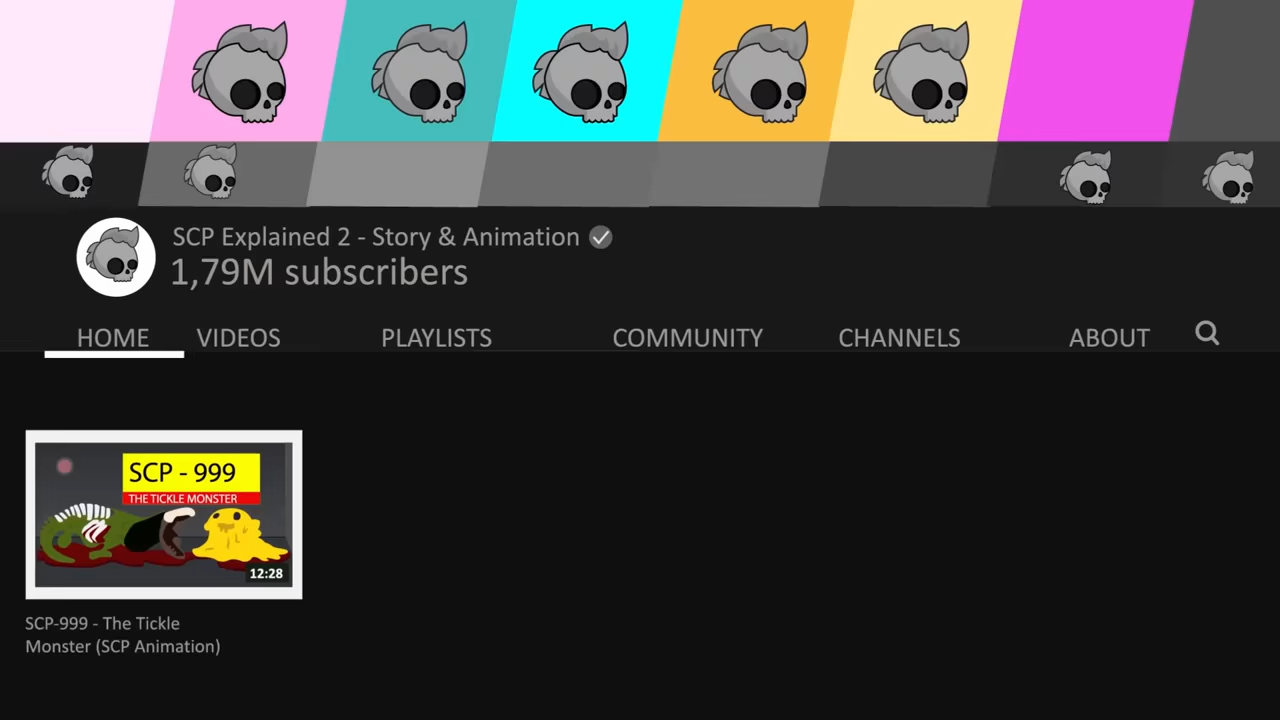 SCP Explained 2 - Story & Animation
1,79M subscribers
HOME VIDEOS PLAYLISTS COMMUNITY CHANNELS ABOUT
SCP - 999
THE TICKLE MONSTER
12:28
SCP-999 - The Tickle
Monster (SCP Animation)